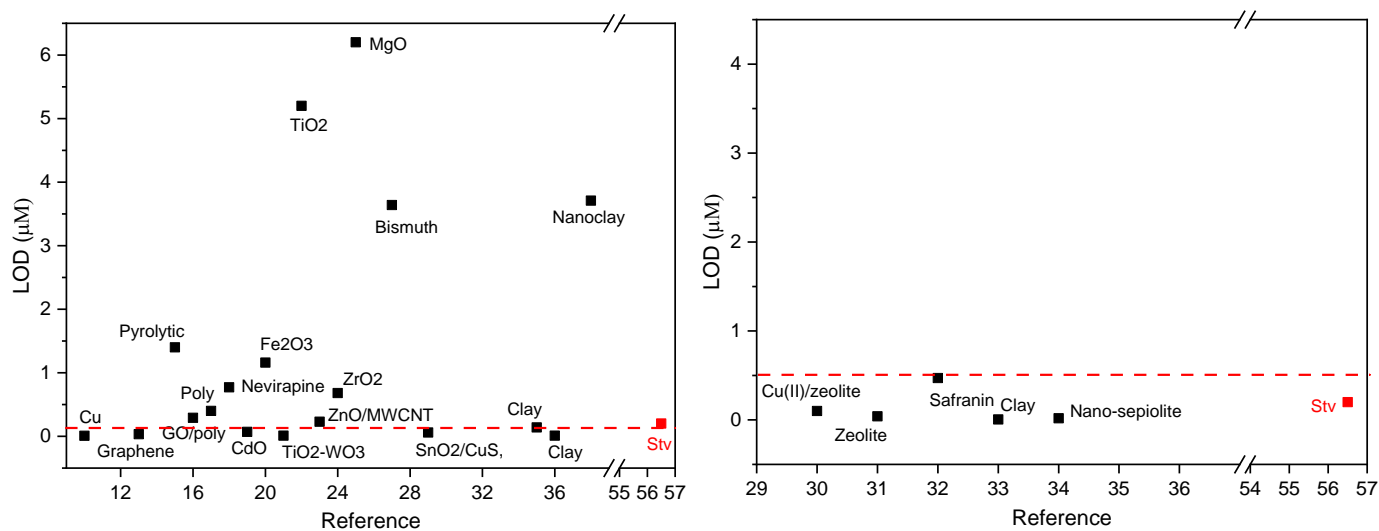 6
5
4
3
2
1
0
LOD (μM)
MgO
TiO2
Bismuth
Nanoclay
Pyrolytic
Fe2O3
Nevirapine
ZrO2
Poly
Cu
GO/poly
ZnO/MWCNT
Clay
Graphene
CdO
TiO2-WO3
SnO2/CuS,
Clay
Stv
12 16 20 24 28 32 36 55 56 57
Reference
4
3
2
1
0
LOD (μM)
Cu(II)/zeolite
Zeolite
Safranin
Clay
Nano-sepiolite
Stv
29 30 31 32 33 34 35 36 54 55 56 57
Reference